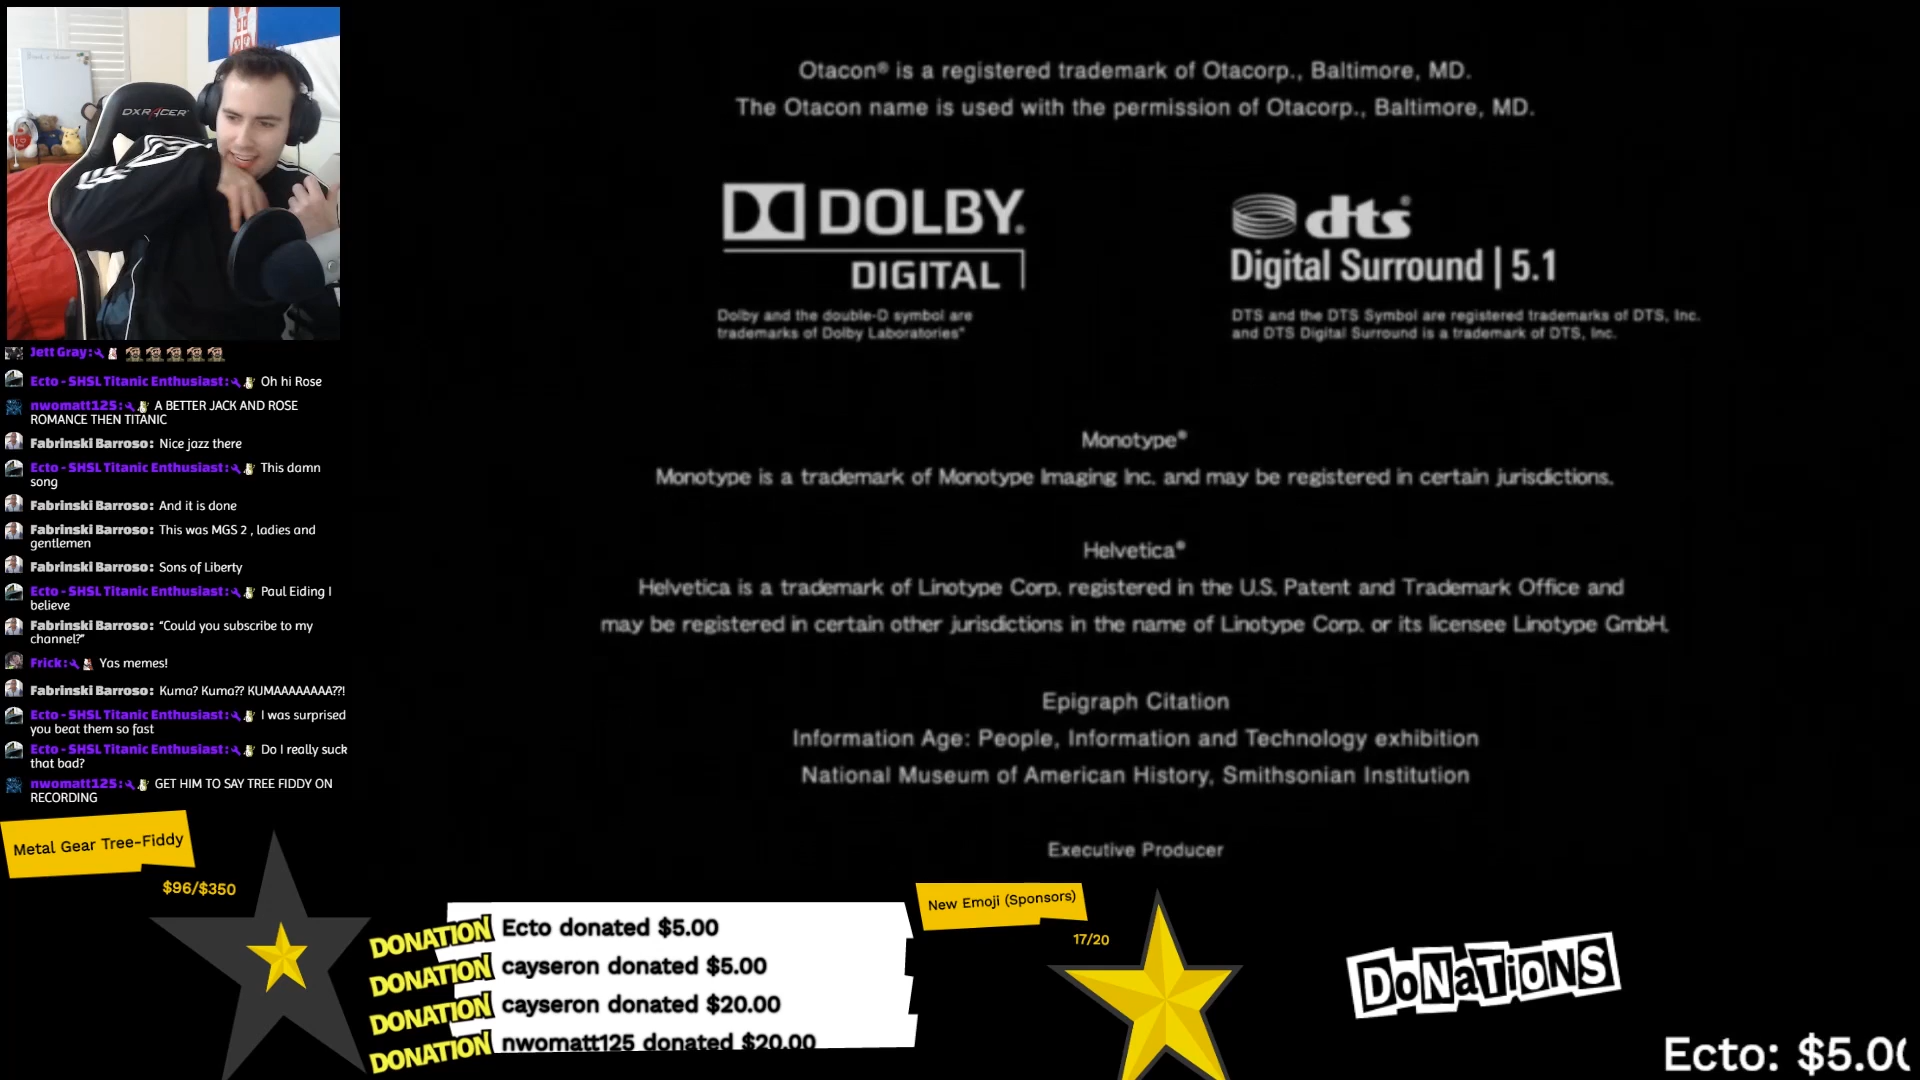 DXRACER
Jett Gray:
Ecto - SHSL Titanic Enthusiast: Oh hi Rose
nwomatt125: A BETTER JACK AND ROSE
ROMANCE THEN TITANIC
Fabrinski Barroso: Nice jazz there
Ecto - SHSL Titanic Enthusiast: This damn
song
Fabrinski Barroso: And it is done
Fabrinski Barroso: This was MGS 2 , ladies and
gentlemen
Fabrinski Barroso: Sons of Liberty
Ecto - SHSL Titanic Enthusiast: Paul Eiding I
believe
Fabrinski Barroso: "Could you subscribe to my
channel?"
Frick: Yas memes!
Fabrinski Barroso: Kuma? Kuma?? KUMAAAAAAAA??!
Ecto - SHSL Titanic Enthusiast: I was surprised
you beat them so fast
Ecto - SHSL Titanic Enthusiast: Do I really suck
that bad?
nwomatt125: GET HIM TO SAY TREE FIDDY ON
RECORDING
Otacon® is a registered trademark of Otacorp., Baltimore, MD.
The Otacon name is used with the permission of Otacorp., Baltimore, MD.
DOLBY.
DIGITAL
Dolby and the double-D symbol are
trademarks of Dolby Laboratories"
dts®
Digital Surround | 5.1
DTS and the DTS Symbol are registered trademarks of DTS, Inc.
and DTS Digital Surround is a trademark of DTS, Inc.
Monotype®
Monotype is a trademark of Monotype Imaging Inc. and may be registered in certain jurisdictions.
Helvetica®
Helvetica is a trademark of Linotype Corp. registered in the U.S. Patent and Trademark Office and
may be registered in certain other jurisdictions in the name of Linotype Corp. or its licensee Linotype GmbH.
Epigraph Citation
Information Age: People, Information and Technology exhibition
National Museum of American History, Smithsonian Institution
Executive Producer
Metal Gear Tree-Fiddy
$96/$350
DONATION Ecto donated $5.00
DONATION cayseron donated $5.00
DONATION cayseron donated $20.00
DONATION nwomatt125 donated $20.00
New Emoji (Sponsors)
17/20
DoNaTioNS
Ecto: $5.00